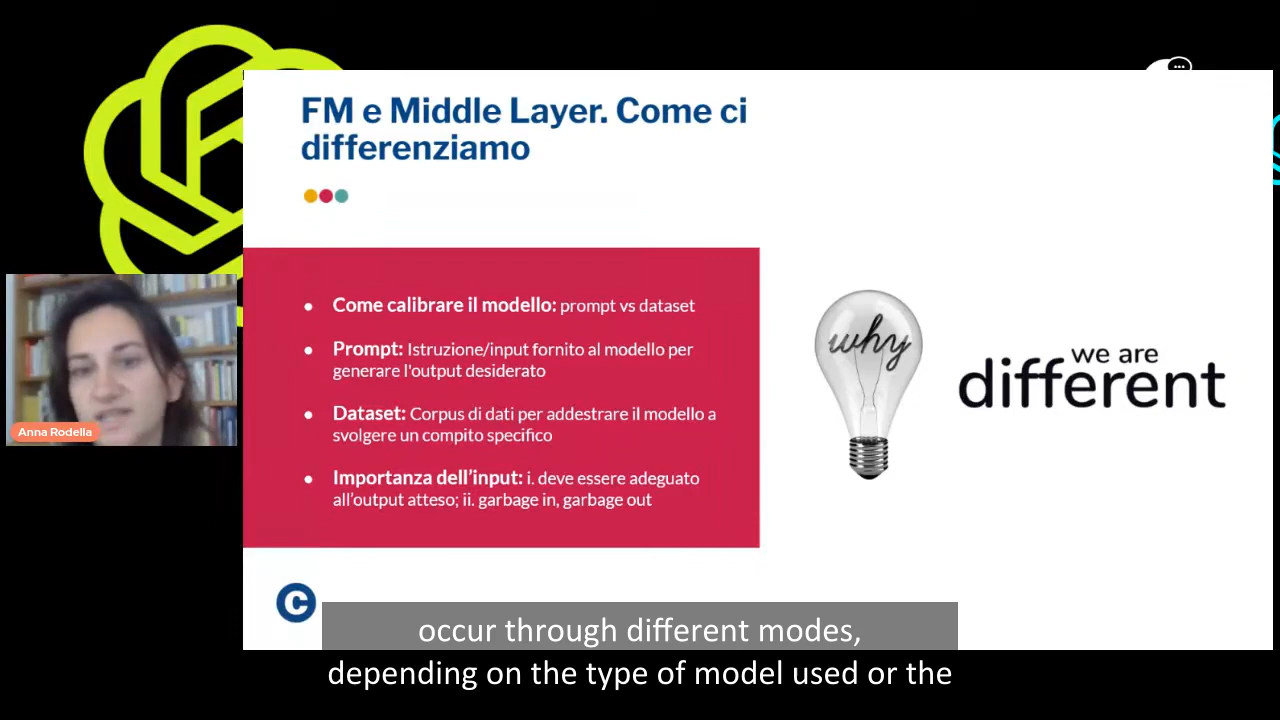 FM e Middle Layer. Come ci
differenziamo
Come calibrare il modello: prompt vs dataset
Prompt: Istruzione/input fornito al modello per
generare l'output desiderato
Dataset: Corpus di dati per addestrare il modello a
svolgere un compito specifico
Importanza dell'input: i. deve essere adeguato
all'output atteso; ii. garbage in, garbage out
why
we are
different
Anna Rodella
C
occur through different modes,
depending on the type of model used or the